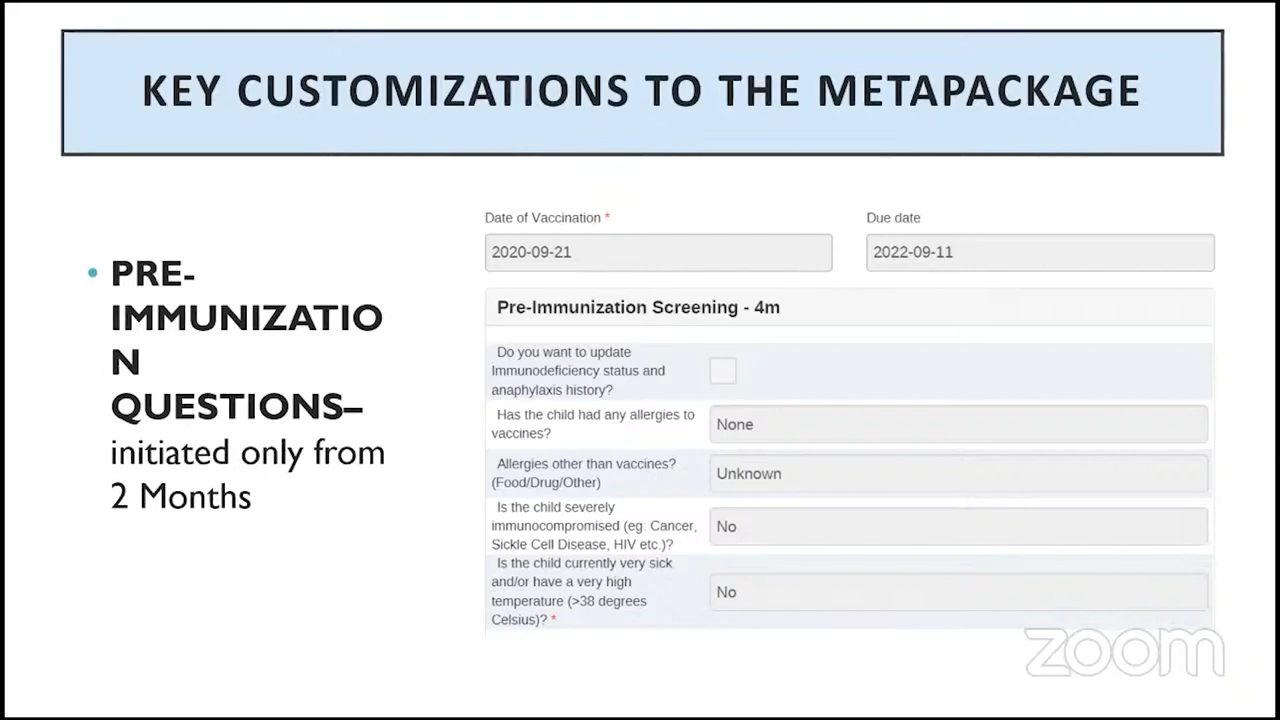 KEY CUSTOMIZATIONS TO THE METAPACKAGE
• PRE-
IMMUNIZATIO
N
QUESTIONS–
initiated only from
2 Months
Date of Vaccination *
2020-09-21
Due date
2022-09-11
Pre-Immunization Screening - 4m
Do you want to update
Immunodeficiency status and
anaphylaxis history?
Has the child had any allergies to
vaccines?
None
Allergies other than vaccines?
(Food/Drug/Other)
Unknown
Is the child severely
immunocompromised (eg: Cancer,
Sickle Cell Disease, HIV etc.)?
No
Is the child currently very sick
and/or have a very high
temperature (>38 degrees
Celsius)? *
No
zoom